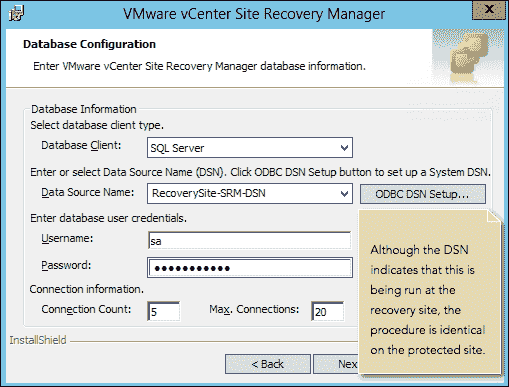 VMware vCenter Site Recovery Manager
X
Database Configuration
Enter VMware vCenter Site Recovery Manager database information.
Database Information
Select database client type.
Database Client: SQL Server
Enter or select Data Source Name (DSN). Click ODBC DSN Setup button to set up a System DSN.
Data Source Name: RecoverySite-SRM-DSN ODBC DSN Setup...
Enter database user credentials.
Username: sa
Password: ●●●●●●●●●●●
Connection information.
Connection Count: 5 Max. Connections: 20
Although the DSN
indicates that this is
being run at the
recovery site, the
procedure is identical
on the protected site.
InstallShield
< Back Nex